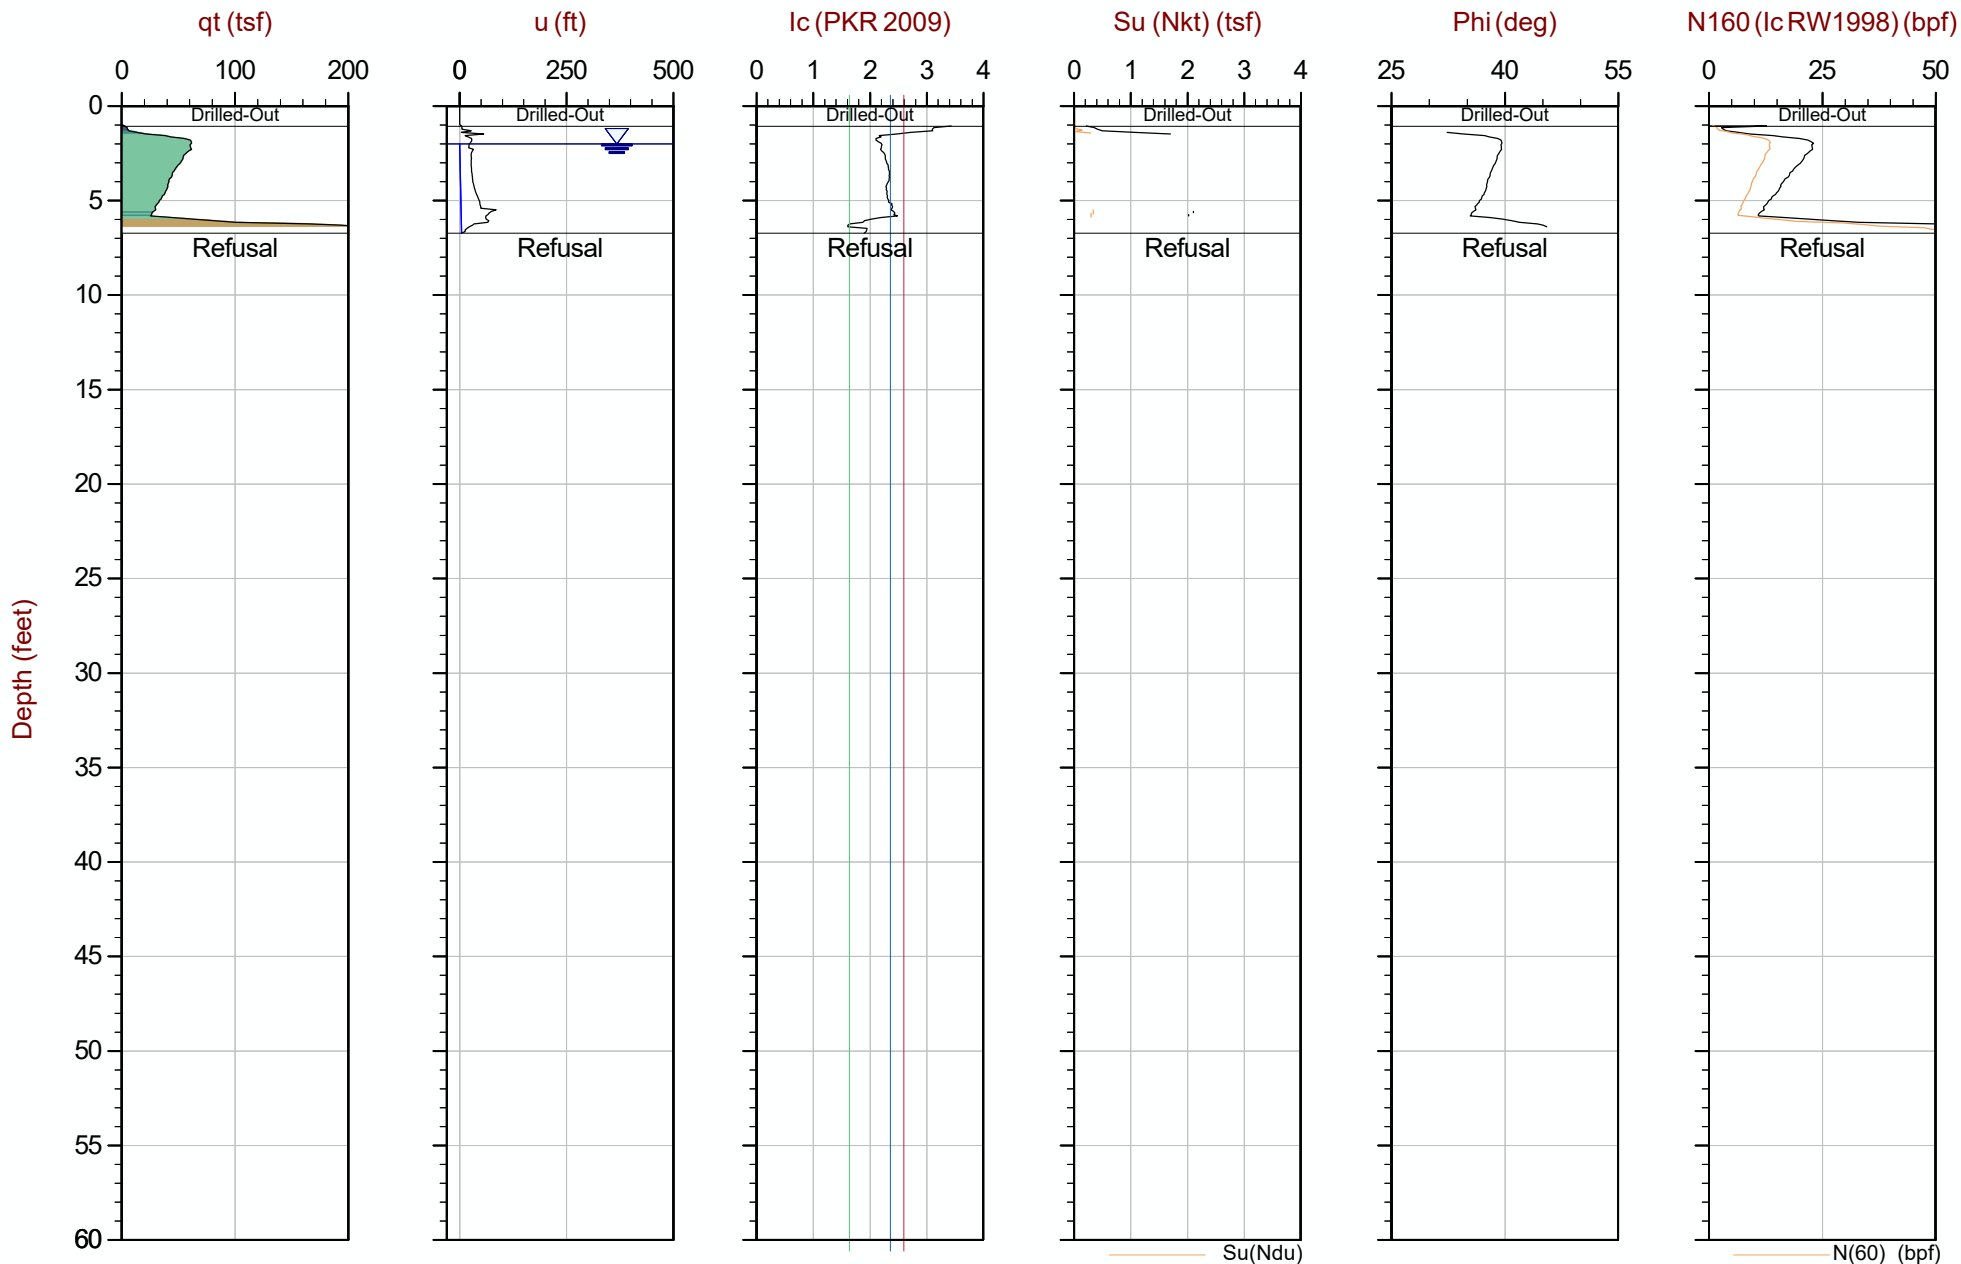 qt (tsf) u (ft) Ic (PKR 2009) Su (Nkt) (tsf) Phi (deg) N160 (Ic RW1998) (bpf)
0 100 200 0 250 500 0 1 2 3 4 0 1 2 3 4 25 40 55 0 25 50
0
Drilled-Out Drilled-Out Drilled-Out Drilled-Out Drilled-Out Drilled-Out
5
Refusal Refusal Refusal Refusal Refusal Refusal
10
15
20
25
30
Depth (feet)
35
40
45
50
55
60
Su(Ndu) N(60) (bpf)